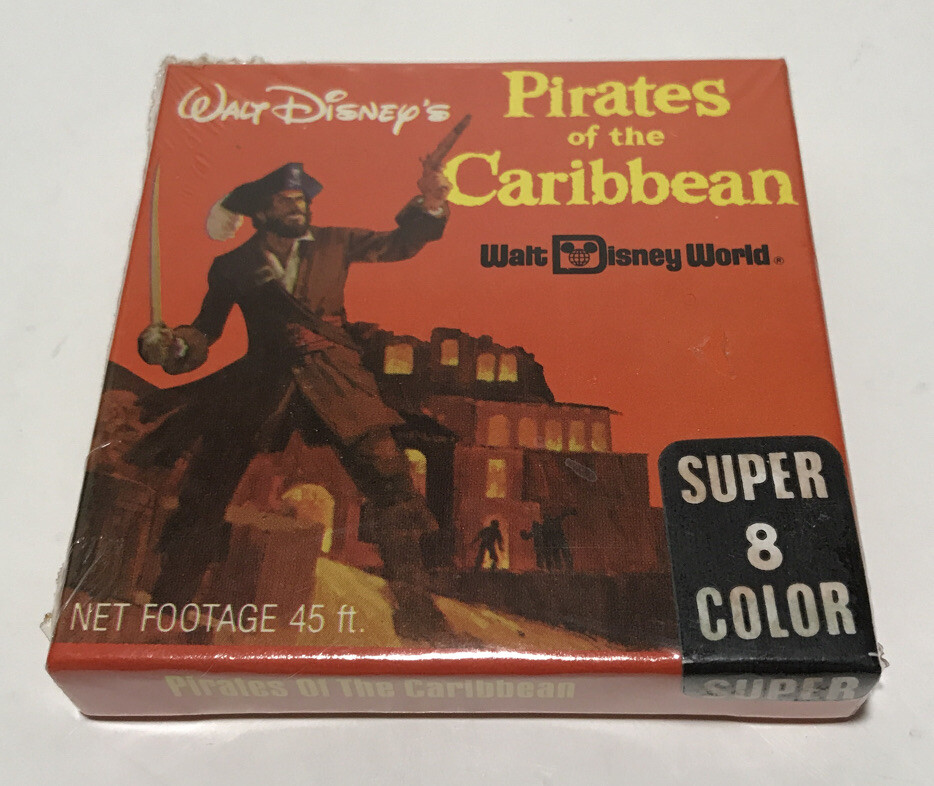 Walt Disney's
Pirates
of the
Caribbean
Walt Disney World®
SUPER
8
COLOR
NET FOOTAGE 45 ft.
Pirates Of The Caribbean
SUPER